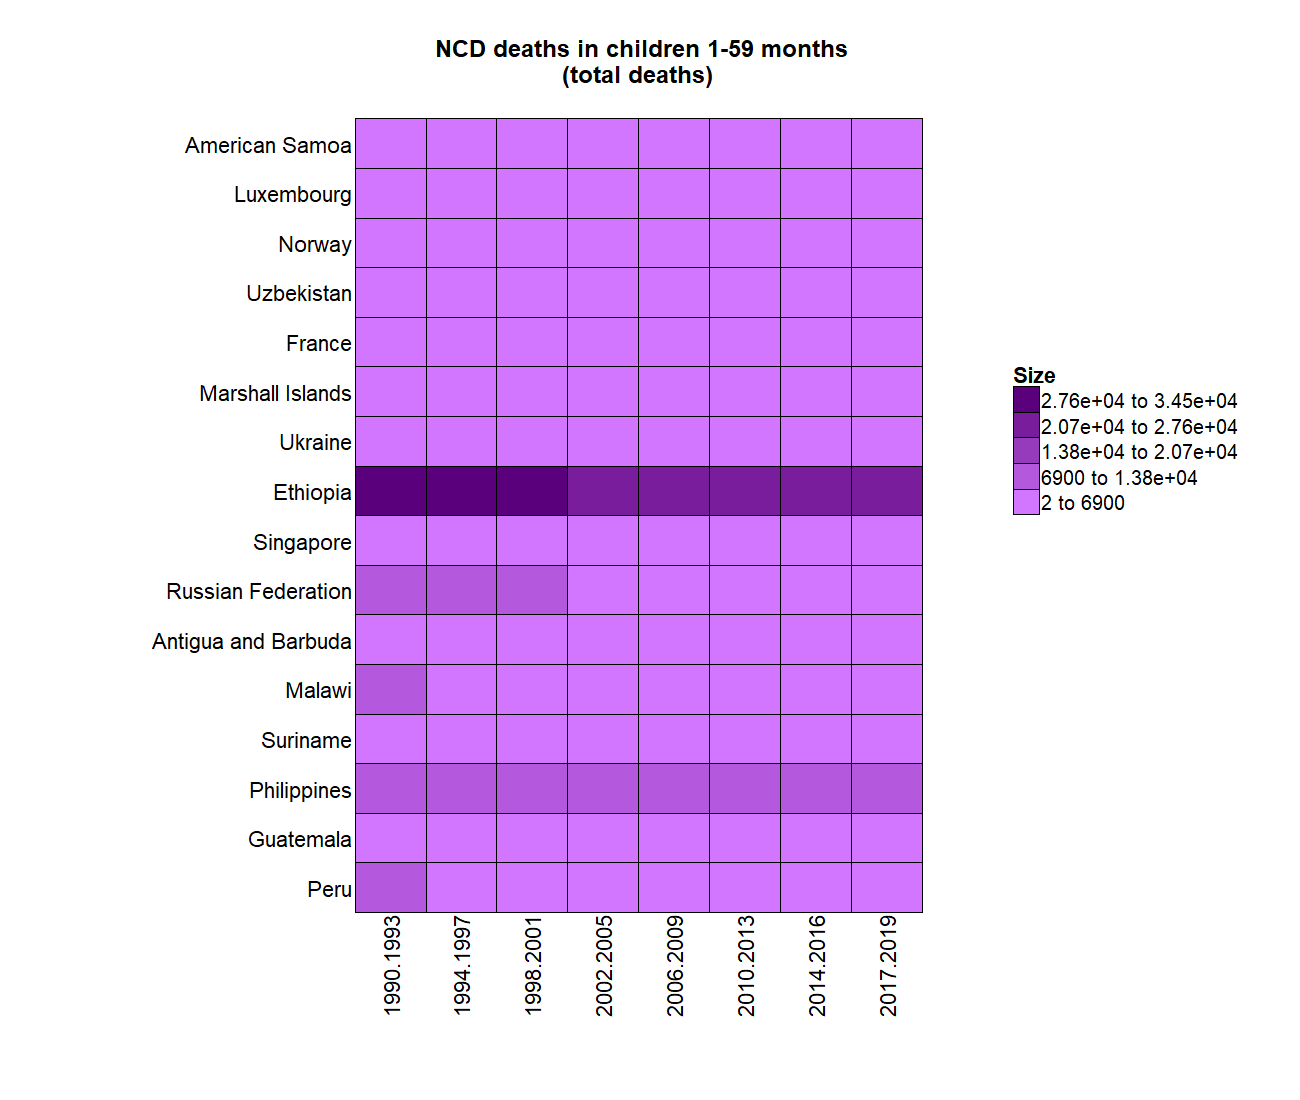 NCD deaths in children 1-59 months
(total deaths)
American Samoa
Luxembourg
Norway
Uzbekistan
France
Marshall Islands
Ukraine
Ethiopia
Singapore
Russian Federation
Antigua and Barbuda
Malawi
Suriname
Philippines
Guatemala
Peru
1990.1993
1994.1997
1998.2001
2002.2005
2006.2009
2010.2013
2014.2016
2017.2019
Size
2.76e+04 to 3.45e+04
2.07e+04 to 2.76e+04
1.38e+04 to 2.07e+04
6900 to 1.38e+04
2 to 6900